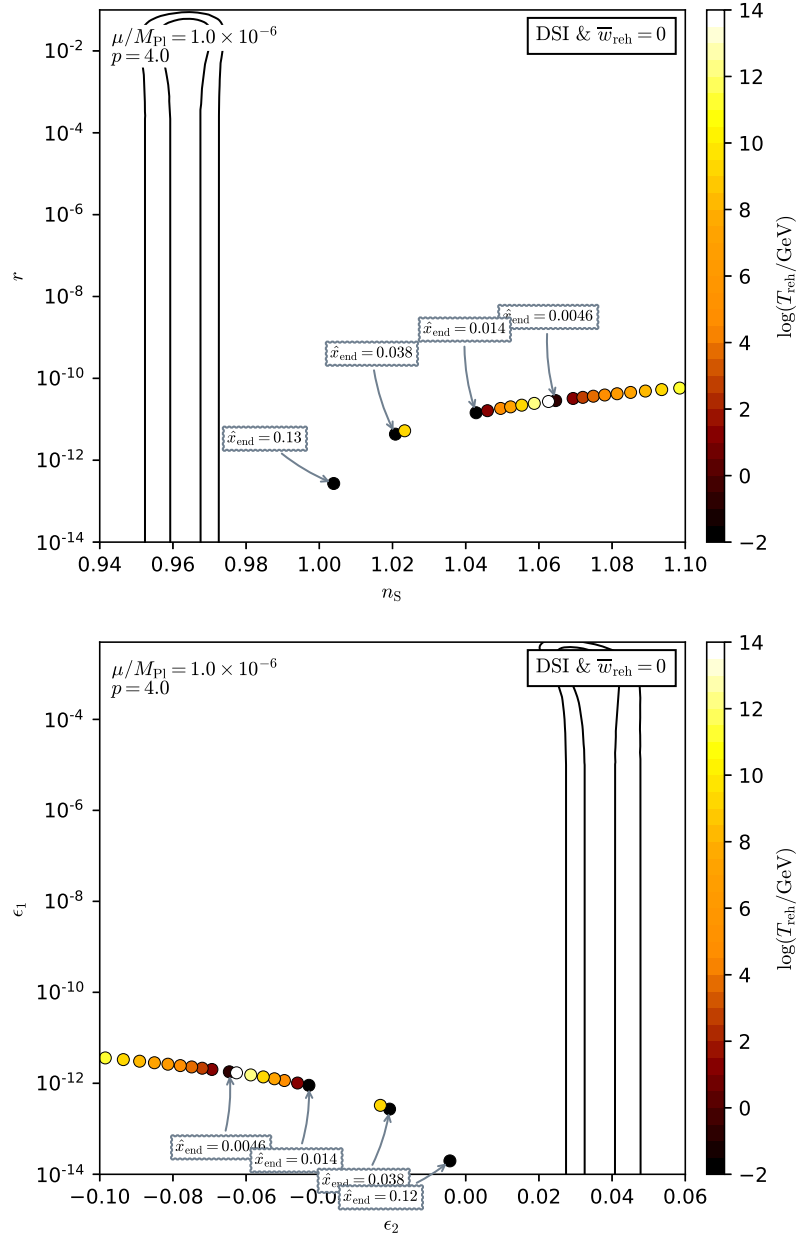 10^-2
10^-4
10^-6
10^-8
10^-10
10^-12
10^-14
r
μ/M_Pl = 1.0 × 10^-6
p = 4.0
DSI & w̅_reh = 0
x̂_end = 0.0046
x̂_end = 0.014
x̂_end = 0.038
x̂_end = 0.13
0.94 0.96 0.98 1.00 1.02 1.04 1.06 1.08 1.10
n_S
14
12
10
8
6
4
2
0
−2
log(T_reh/GeV)
10^-4
10^-6
10^-8
10^-10
10^-12
10^-14
ϵ_1
μ/M_Pl = 1.0 × 10^-6
p = 4.0
DSI & w̅_reh = 0
x̂_end = 0.0046
x̂_end = 0.014
x̂_end = 0.038
x̂_end = 0.12
−0.10 −0.06 0.00 0.02 0.04 0.06
ϵ_2
14
12
10
8
6
4
2
0
−2
log(T_reh/GeV)